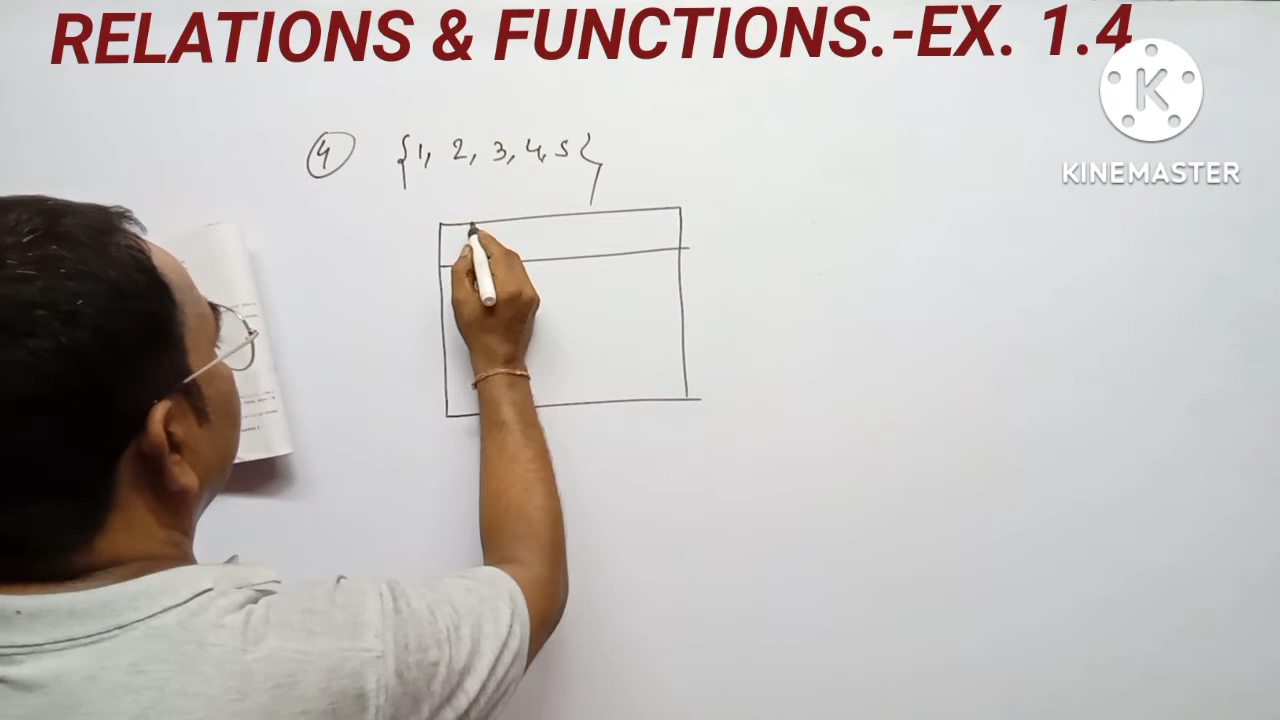 RELATIONS & FUNCTIONS.-EX. 1.4
K
KINEMASTER
4 {1, 2, 3, 4, 5}